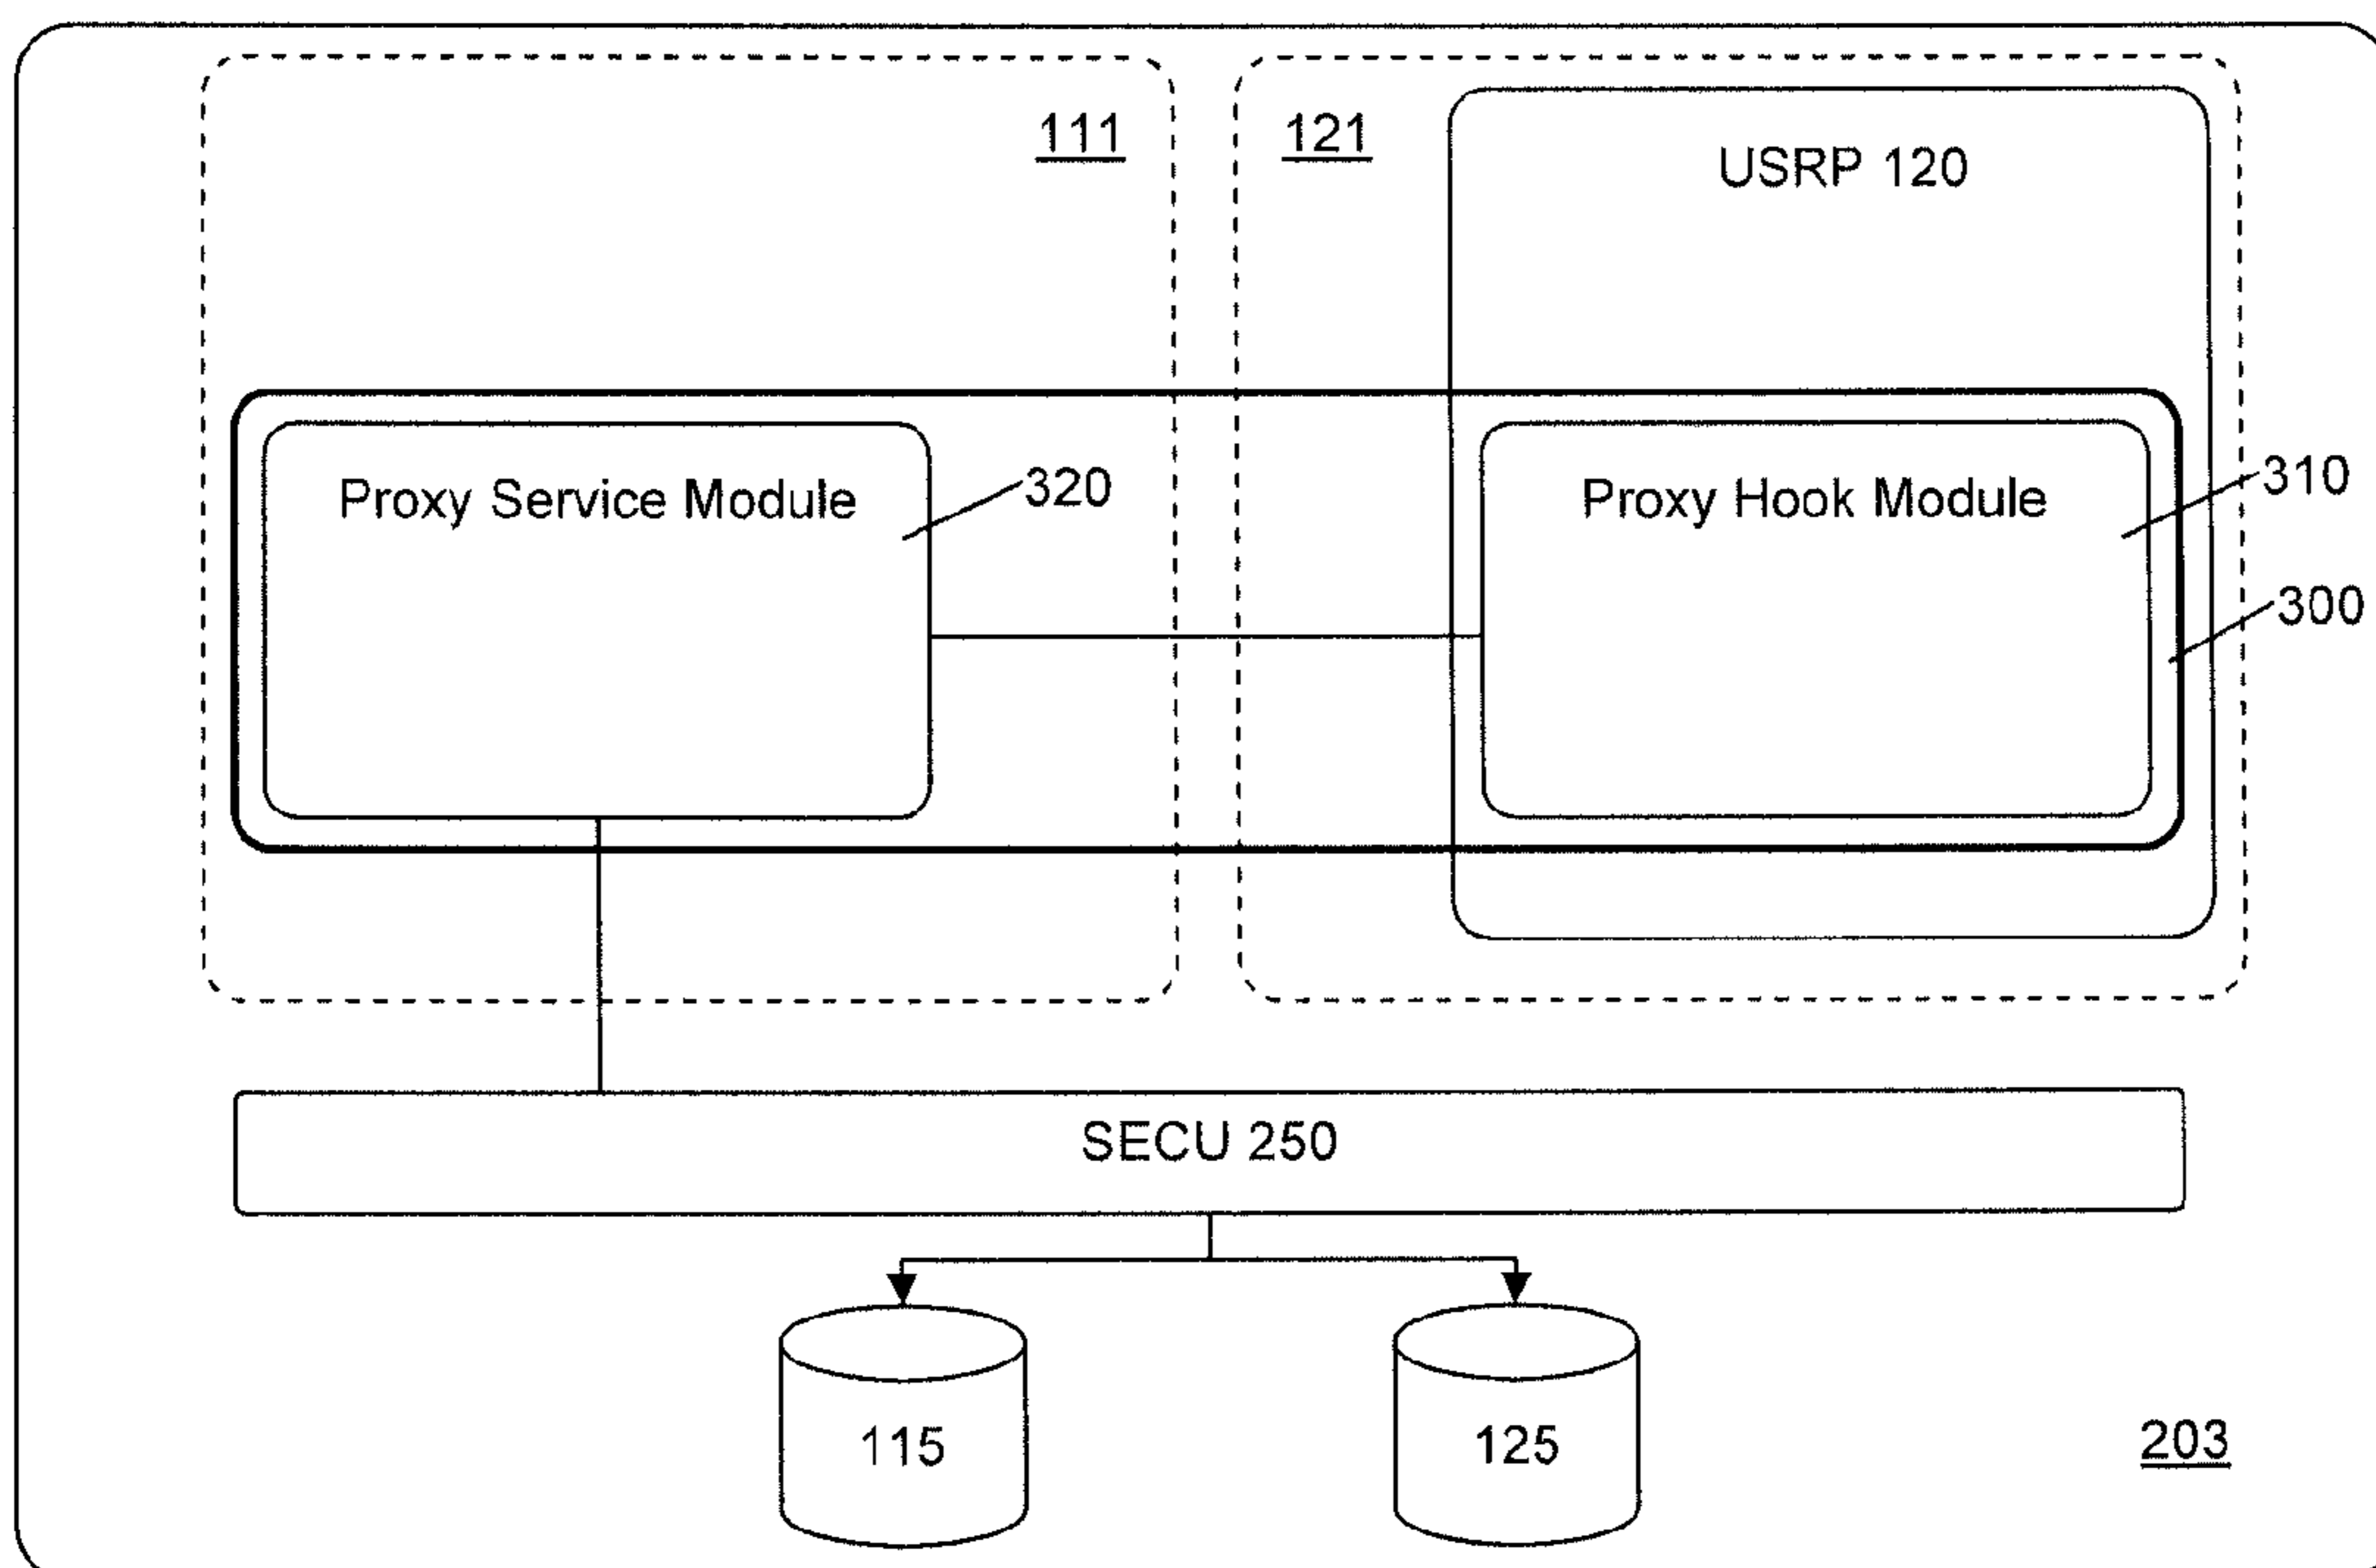 111
121
USRP 120
Proxy Service Module
320
Proxy Hook Module
310
300
SECU 250
115
125
203